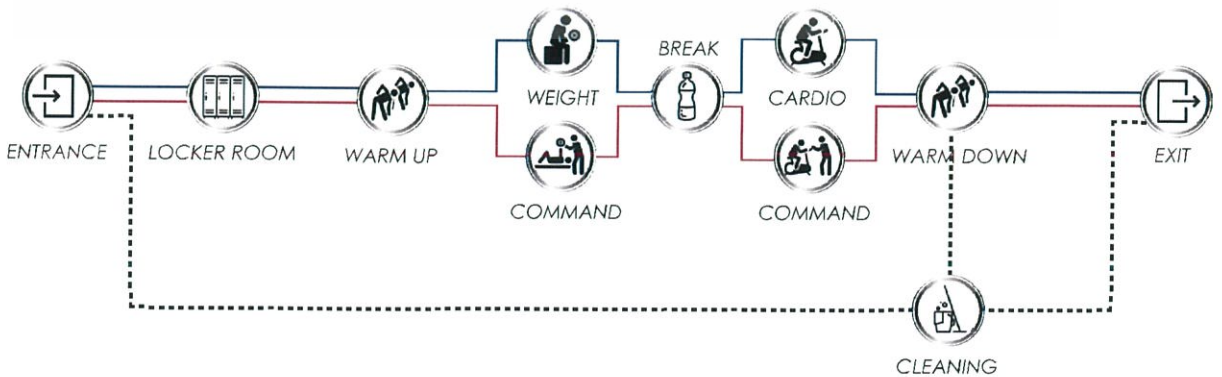 BREAK
WEIGHT
CARDIO
ENTRANCE
LOCKER ROOM
WARM UP
WARM DOWN
EXIT
COMMAND
COMMAND
CLEANING